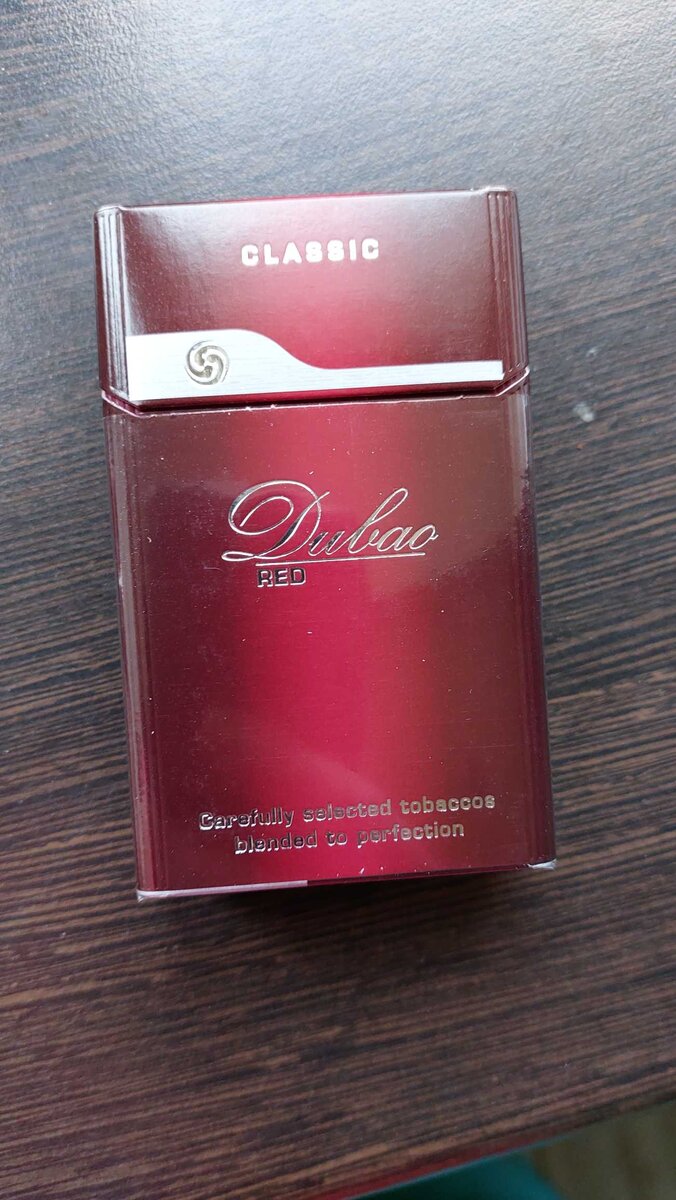 CLASSIC
Dubao
RED
Carefully selected tobaccos
blended to perfection